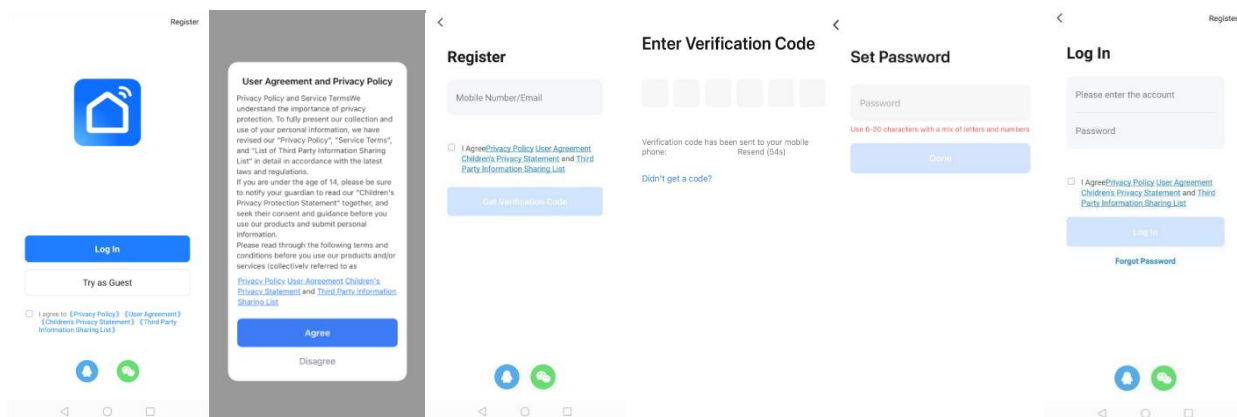 Register
Log In
Try as Guest
I agree to《Privacy Policy》《User Agreement》
《Children's Privacy Statement》《Third Party
Information Sharing List》
User Agreement and Privacy Policy
Privacy Policy and Service TermsWe
understand the importance of privacy
protection. To fully present our collection and
use of your personal information, we have
revised our "Privacy Policy", "Service Terms",
and "List of Third Party Information Sharing
List" in detail in accordance with the latest
laws and regulations.
If you are under the age of 14, please be sure
to notify your guardian to read our "Children's
Privacy Protection Statement" together, and
seek their consent and guidance before you
use our products and submit personal
information.
Please read through the following terms and
conditions before you use our products and/or
services (collectively referred to as
Privacy Policy User Agreement Children's
Privacy Statement and Third Party Information
Sharing List
Agree
Disagree
Register
Mobile Number/Email
I AgreePrivacy Policy User Agreement
Children's Privacy Statement and Third
Party Information Sharing List
Get Verification Code
Enter Verification Code
Verification code has been sent to your mobile
phone: Resend (54s)
Didn't get a code?
Set Password
Password
Use 6-20 characters with a mix of letters and numbers
Done
Register
Log In
Please enter the account
Password
I AgreePrivacy Policy User Agreement
Children's Privacy Statement and Third
Party Information Sharing List
Log In
Forgot Password